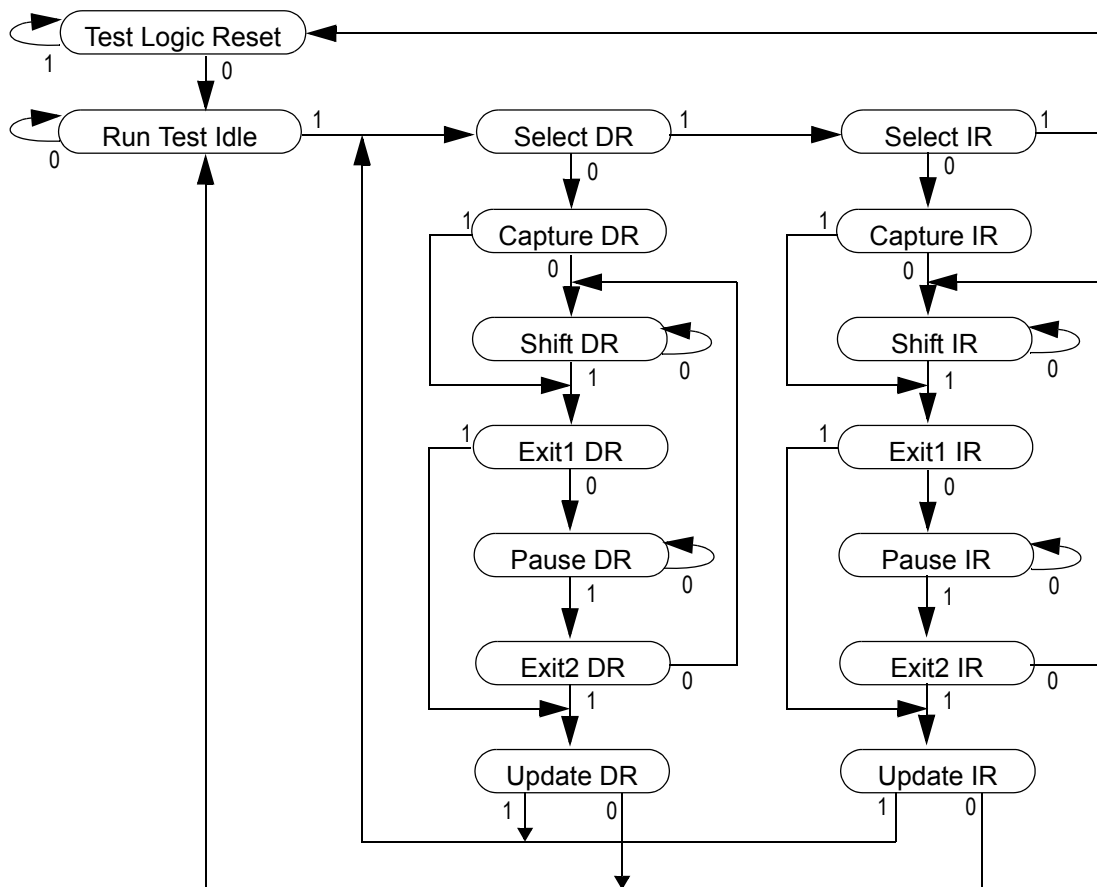 Test Logic Reset
1
0
Run Test Idle
1
0
Select DR
1
0
Select IR
1
0
1
Capture DR
0
1
Capture IR
0
Shift DR
0
1
Shift IR
0
1
1
Exit1 DR
0
1
Exit1 IR
0
Pause DR
0
1
Pause IR
0
1
Exit2 DR
0
1
Exit2 IR
0
1
Update DR
1
0
Update IR
1
0